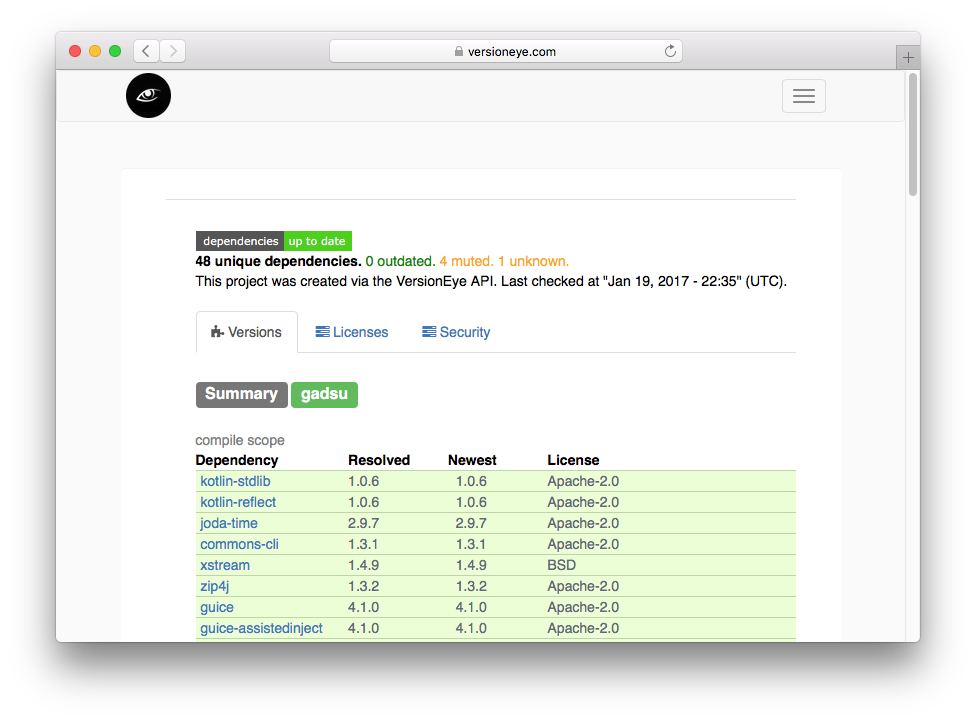 versioneye.com
dependencies up to date
48 unique dependencies. 0 outdated. 4 muted. 1 unknown.
This project was created via the VersionEye API. Last checked at "Jan 19, 2017 - 22:35" (UTC).
Versions Licenses Security
Summary gadsu
compile scope
Dependency Resolved Newest License
kotlin-stdlib 1.0.6 1.0.6 Apache-2.0
kotlin-reflect 1.0.6 1.0.6 Apache-2.0
joda-time 2.9.7 2.9.7 Apache-2.0
commons-cli 1.3.1 1.3.1 Apache-2.0
xstream 1.4.9 1.4.9 BSD
zip4j 1.3.2 1.3.2 Apache-2.0
guice 4.1.0 4.1.0 Apache-2.0
guice-assistedinject 4.1.0 4.1.0 Apache-2.0